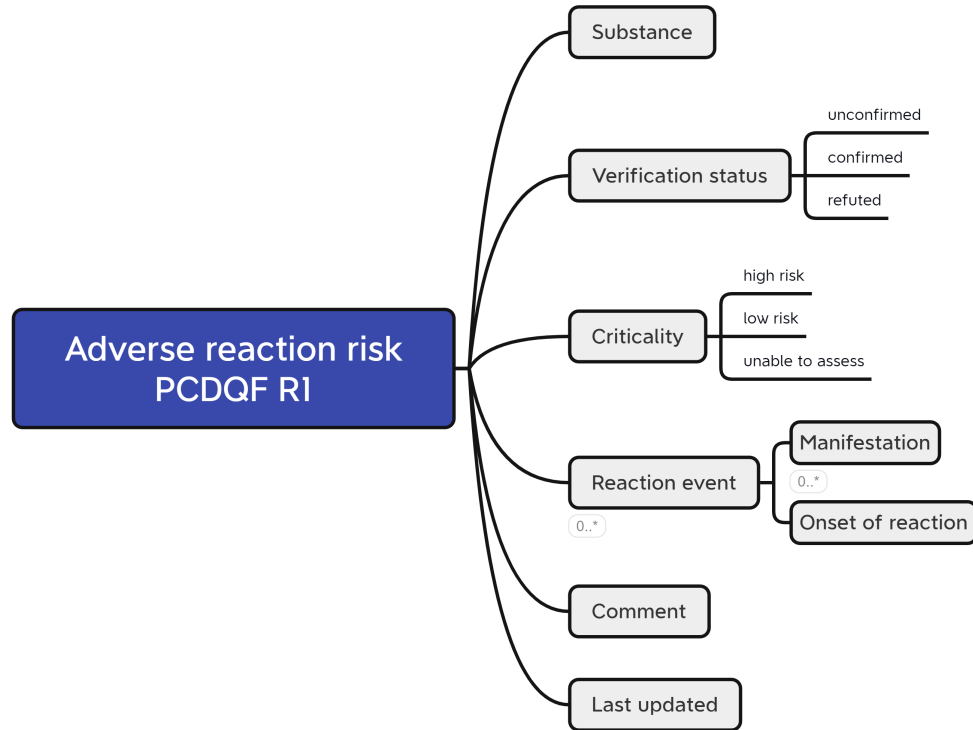 Substance
unconfirmed
Verification status
confirmed
refuted
Adverse reaction risk
PCDQF R1
high risk
Criticality
low risk
unable to assess
Reaction event
0..*
Manifestation
0..*
Onset of reaction
Comment
Last updated